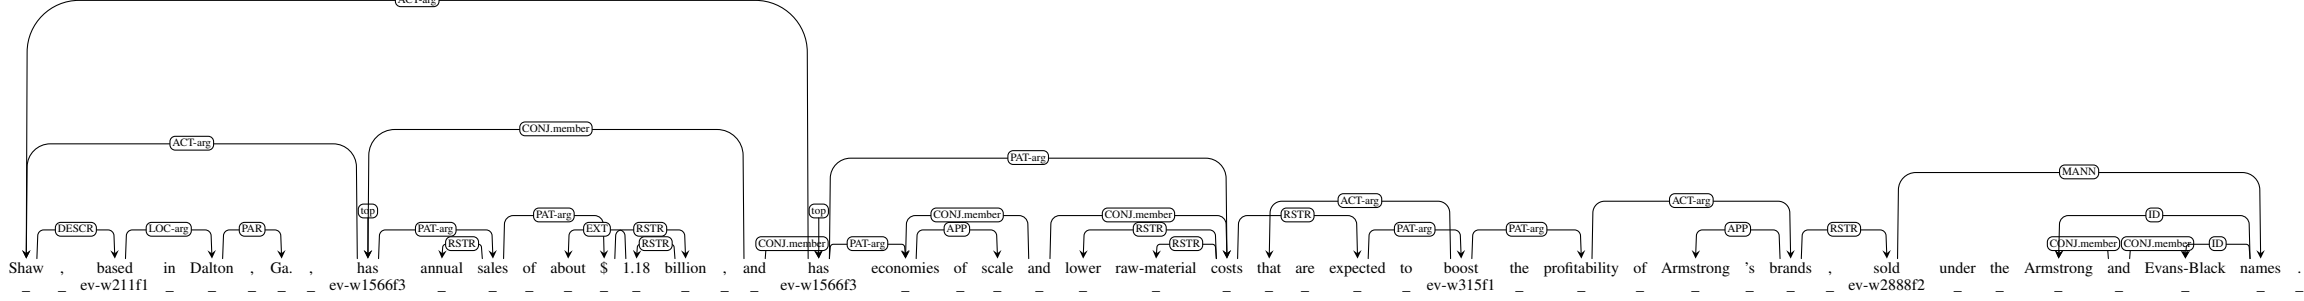 ACT-arg
CONJ.member
ACT-arg
PAT-arg
MANN
top top ACT-arg
PAT-arg CONJ.member CONJ.member RSTR ACT-arg ID
DESCR LOC-arg PAR PAT-arg EXT RSTR APP RSTR PAT-arg PAT-arg APP RSTR
RSTR RSTR CONJ.member PAT-arg RSTR CONJ.member CONJ.member ID
Shaw , based in Dalton , Ga. , has annual sales of about $ 1.18 billion , and has economies of scale and lower raw-material costs that are expected to boost the profitability of Armstrong 's brands , sold under the Armstrong and Evans-Black names .
_ _ ev-w211f1 _ _ _ _ _ ev-w1566f3 _ _ _ _ _ _ _ _ _ ev-w1566f3 _ _ _ _ _ _ _ _ _ _ _ ev-w315f1 _ _ _ _ _ _ _ ev-w2888f2 _ _ _ _ _ _ _